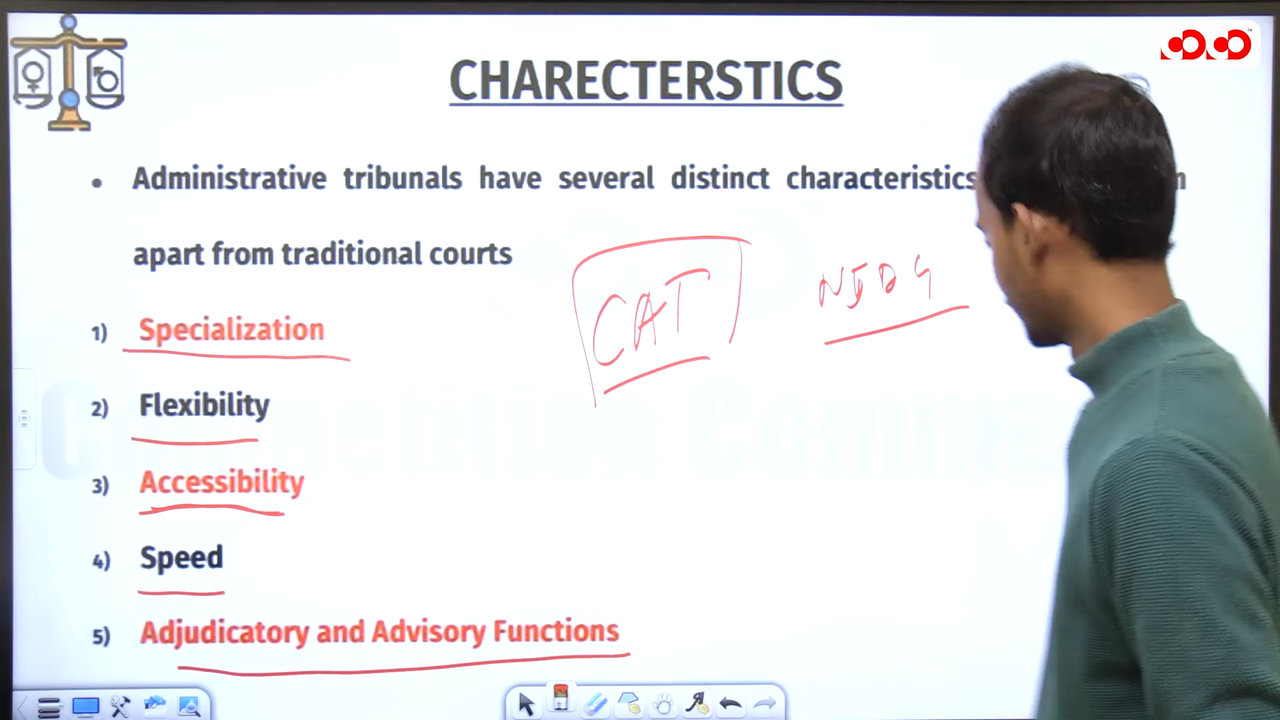 CHARECTERSTICS
• Administrative tribunals have several distinct characteristics
apart from traditional courts
1) Specialization
CAT
2) Flexibility
3) Accessibility
4) Speed
5) Adjudicatory and Advisory Functions